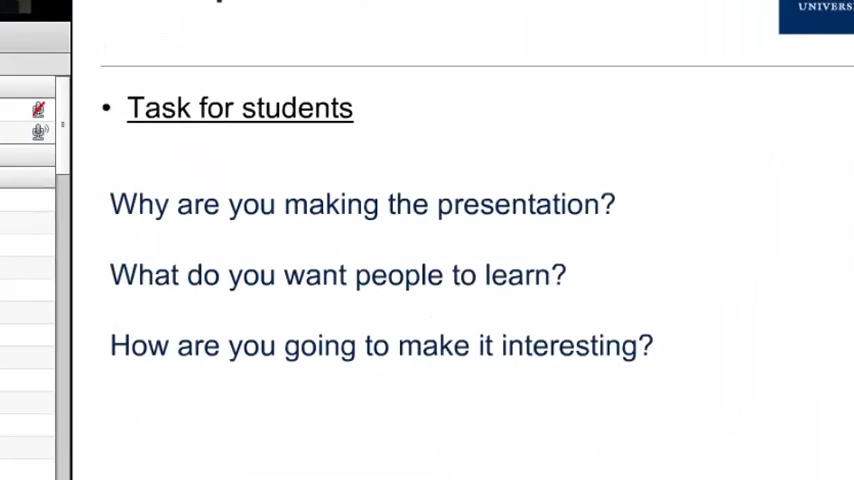 UNIVERS
• Task for students
Why are you making the presentation?
What do you want people to learn?
How are you going to make it interesting?